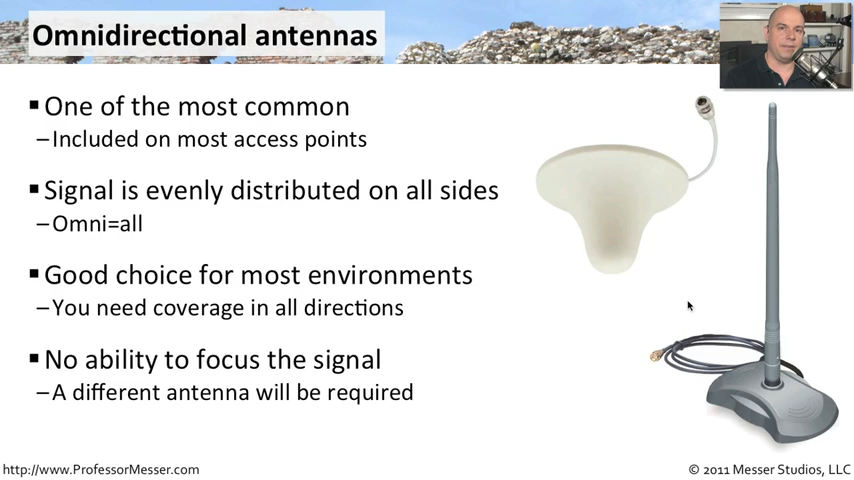 Omnidirectional antennas
▪ One of the most common
– Included on most access points
▪ Signal is evenly distributed on all sides
– Omni=all
▪ Good choice for most environments
– You need coverage in all directions
▪ No ability to focus the signal
– A different antenna will be required
http://www.ProfessorMesser.com
© 2011 Messer Studios, LLC